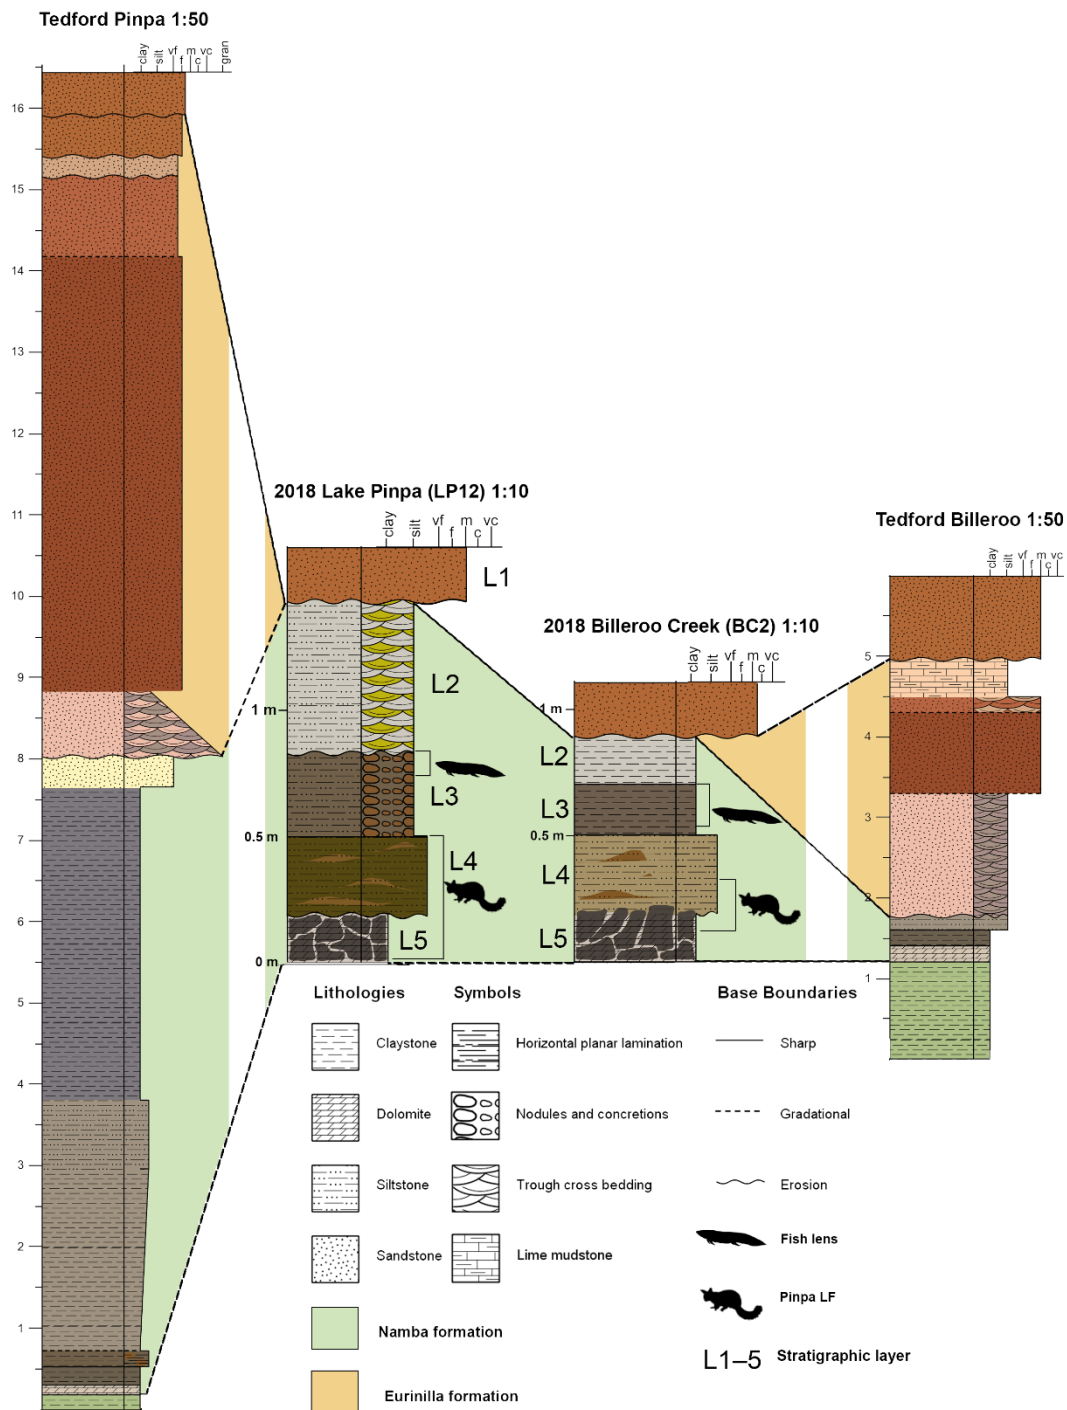 Tedford Pinpa 1:50
clay silt vf f m c vc gran
16
15
14
13
12
11
10
9
8
7
6
5
4
3
2
1
2018 Lake Pinpa (LP12) 1:10
clay silt vf f m c vc
L1
L2
1 m
L3
0.5 m
L4
L5
0 m
2018 Billeroo Creek (BC2) 1:10
clay silt vf f m c vc
1 m
L2
L3
0.5 m
L4
L5
Tedford Billeroo 1:50
clay silt vf f m c vc
5
4
3
2
1
Lithologies Symbols Base Boundaries
Claystone Horizontal planar lamination Sharp
Dolomite Nodules and concretions Gradational
Siltstone Trough cross bedding Erosion
Sandstone Lime mudstone Fish lens
Namba formation Pinpa LF
Eurinilla formation L1–5 Stratigraphic layer